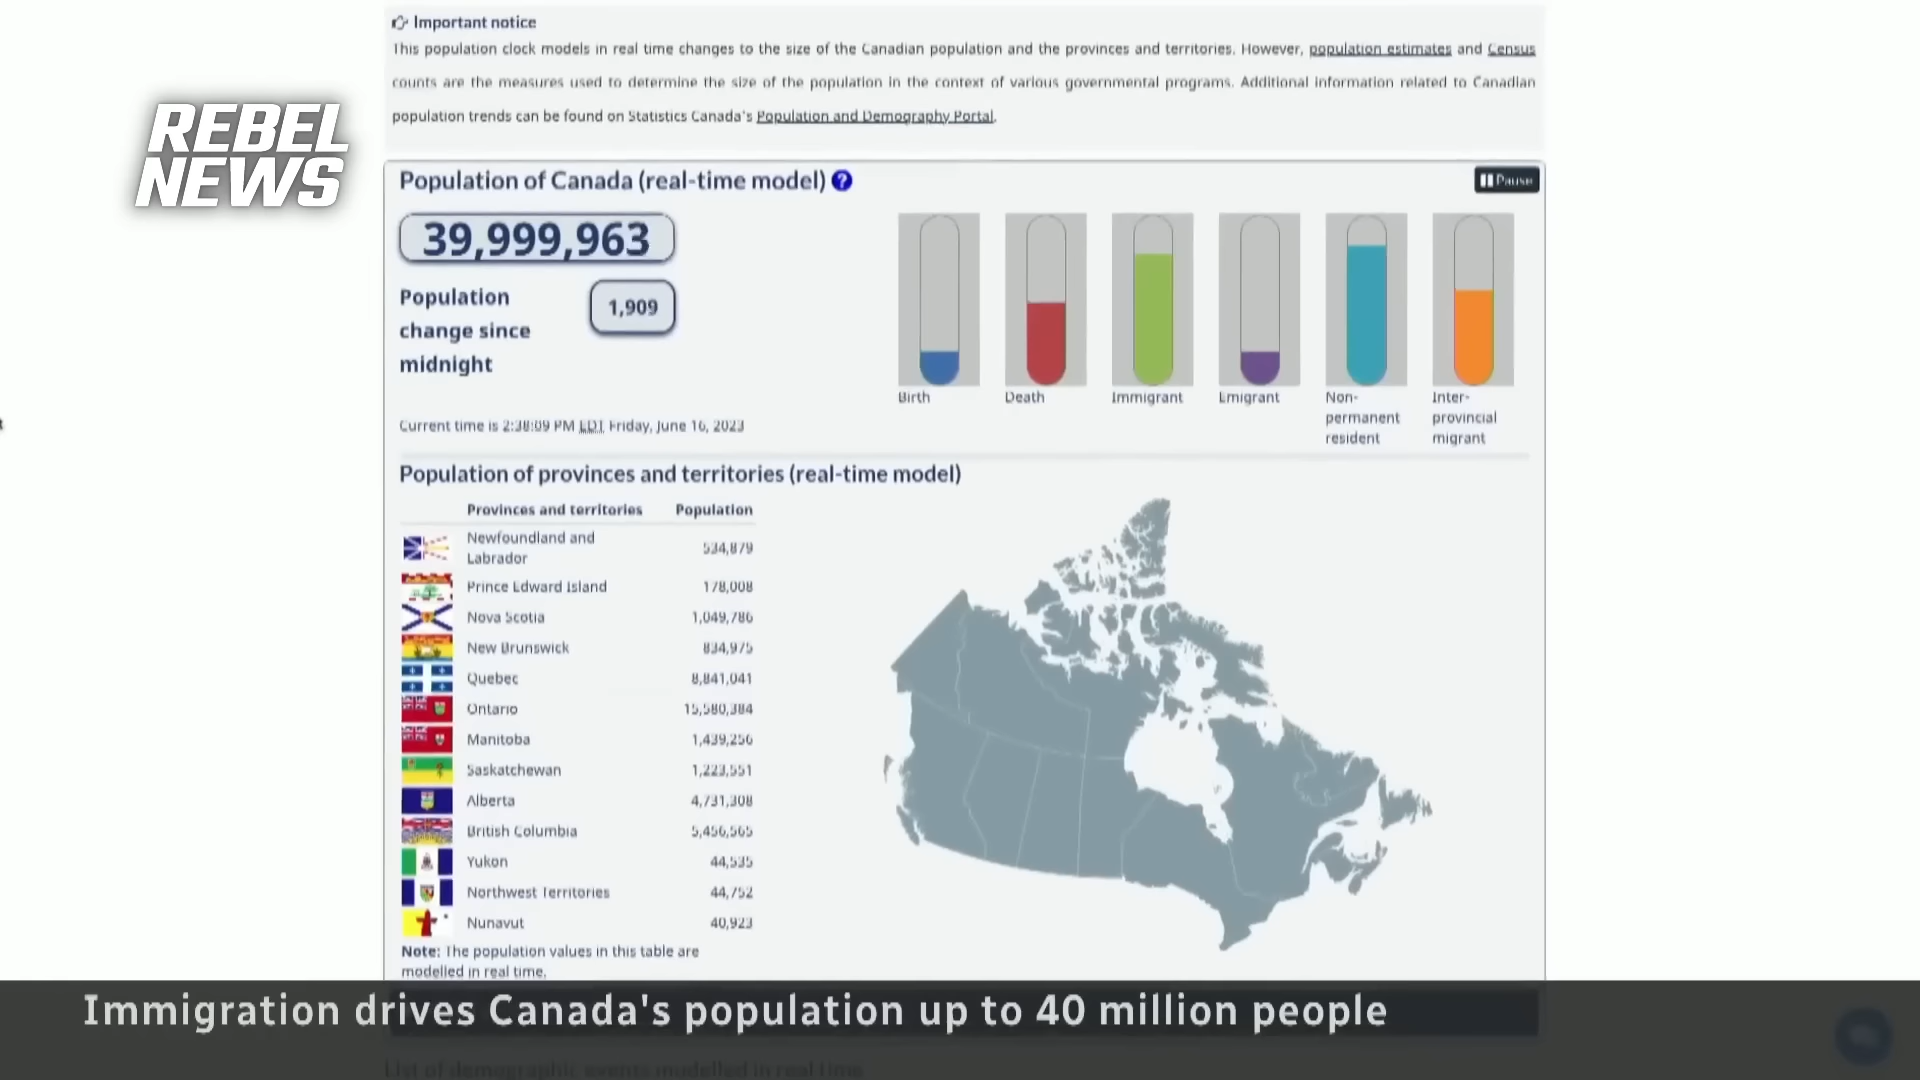 Important notice
This population clock models in real time changes to the size of the Canadian population and the provinces and territories. However, population estimates and Census
counts are the measures used to determine the size of the population in the context of various governmental programs. Additional information related to Canadian
population trends can be found on Statistics Canada's Population and Demography Portal.
REBEL
NEWS
Population of Canada (real-time model) ?
Pause
39,999,963
Population
change since
midnight
1,909
Birth
Death
Immigrant
Emigrant
Non-
permanent
resident
Inter-
provincial
migrant
Current time is 2:38:09 PM EDT Friday, June 16, 2023
Population of provinces and territories (real-time model)
Provinces and territories Population
Newfoundland and
Labrador 534,879
Prince Edward Island 178,008
Nova Scotia 1,049,786
New Brunswick 834,975
Quebec 8,841,041
Ontario 15,580,384
Manitoba 1,439,256
Saskatchewan 1,223,551
Alberta 4,731,308
British Columbia 5,456,565
Yukon 44,535
Northwest Territories 44,752
Nunavut 40,923
Note: The population values in this table are
modelled in real time.
Immigration drives Canada's population up to 40 million people
List of demographic events modelled in real time